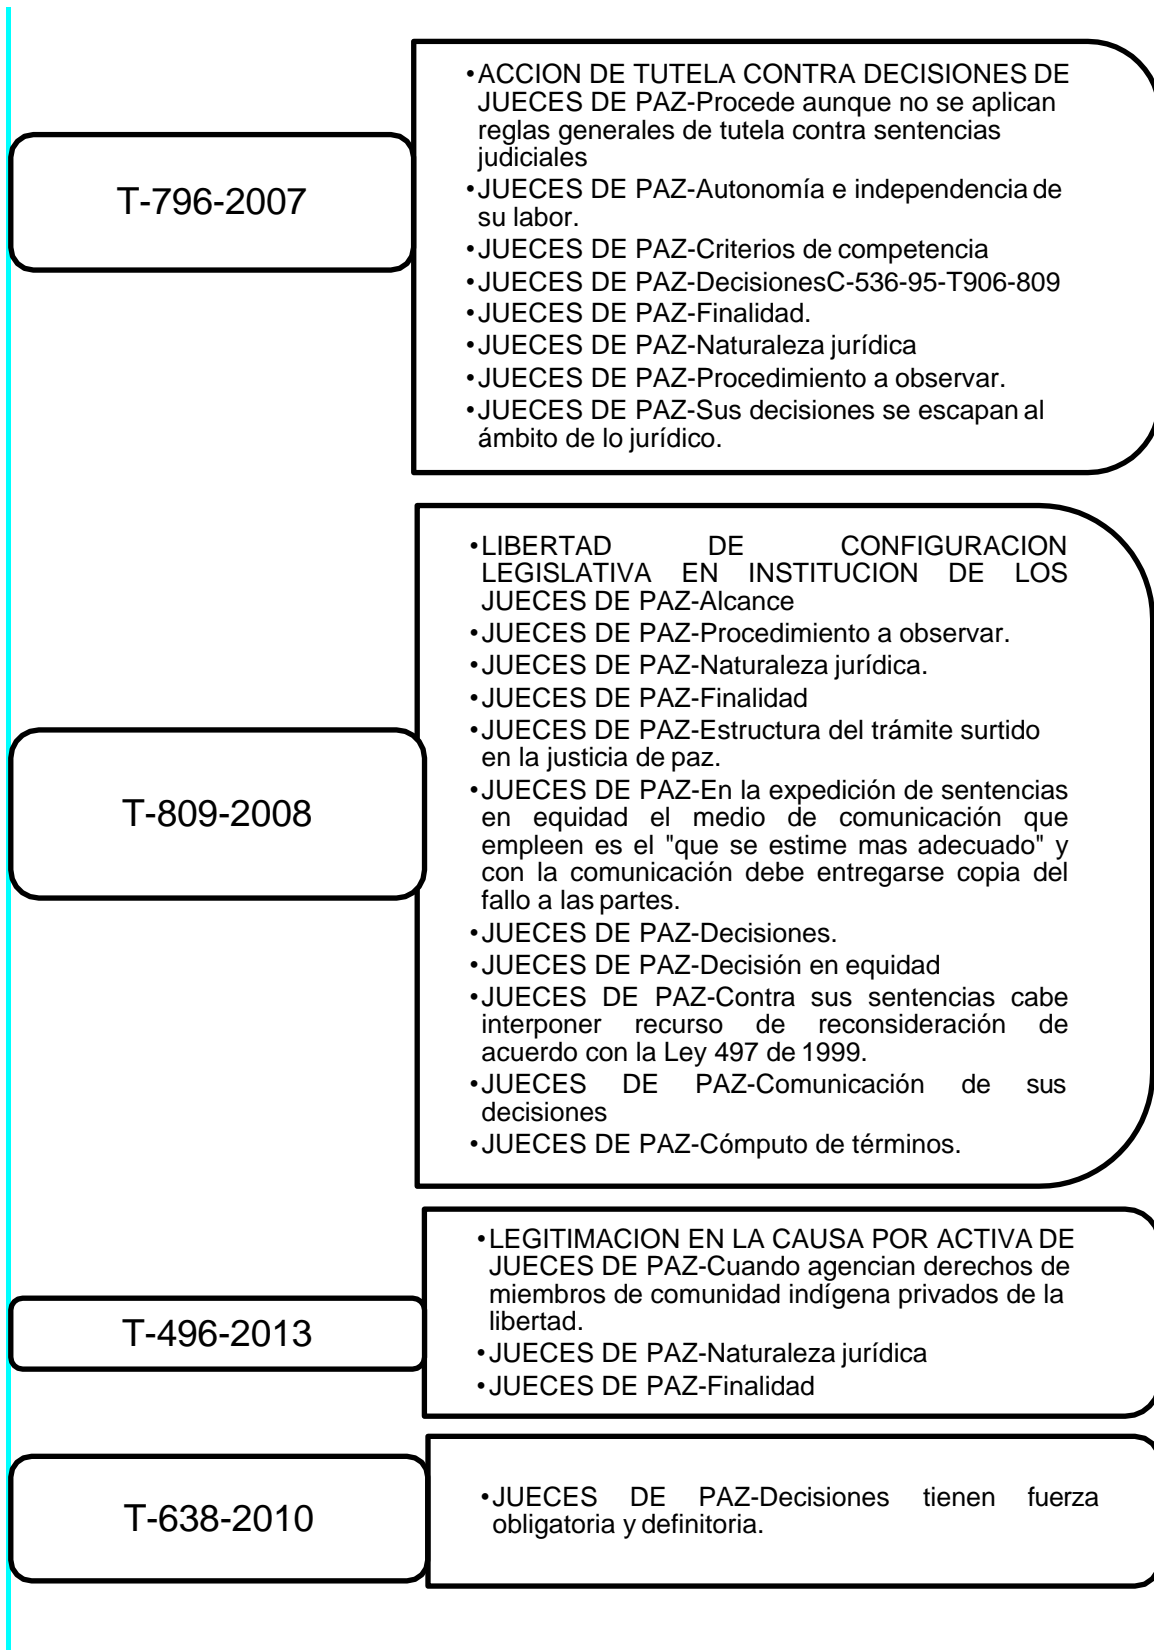 T-796-2007
•ACCION DE TUTELA CONTRA DECISIONES DE
JUECES DE PAZ-Procede aunque no se aplican
reglas generales de tutela contra sentencias
judiciales
•JUECES DE PAZ-Autonomía e independencia de
su labor.
•JUECES DE PAZ-Criterios de competencia
•JUECES DE PAZ-DecisionesC-536-95-T906-809
•JUECES DE PAZ-Finalidad.
•JUECES DE PAZ-Naturaleza jurídica
•JUECES DE PAZ-Procedimiento a observar.
•JUECES DE PAZ-Sus decisiones se escapan al
ámbito de lo jurídico.
T-809-2008
•LIBERTAD DE CONFIGURACION
LEGISLATIVA EN INSTITUCION DE LOS
JUECES DE PAZ-Alcance
•JUECES DE PAZ-Procedimiento a observar.
•JUECES DE PAZ-Naturaleza jurídica.
•JUECES DE PAZ-Finalidad
•JUECES DE PAZ-Estructura del trámite surtido
en la justicia de paz.
•JUECES DE PAZ-En la expedición de sentencias
en equidad el medio de comunicación que
empleen es el "que se estime mas adecuado" y
con la comunicación debe entregarse copia del
fallo a las partes.
•JUECES DE PAZ-Decisiones.
•JUECES DE PAZ-Decisión en equidad
•JUECES DE PAZ-Contra sus sentencias cabe
interponer recurso de reconsideración de
acuerdo con la Ley 497 de 1999.
•JUECES DE PAZ-Comunicación de sus
decisiones
•JUECES DE PAZ-Cómputo de términos.
T-496-2013
•LEGITIMACION EN LA CAUSA POR ACTIVA DE
JUECES DE PAZ-Cuando agencian derechos de
miembros de comunidad indígena privados de la
libertad.
•JUECES DE PAZ-Naturaleza jurídica
•JUECES DE PAZ-Finalidad
T-638-2010
•JUECES DE PAZ-Decisiones tienen fuerza
obligatoria y definitoria.